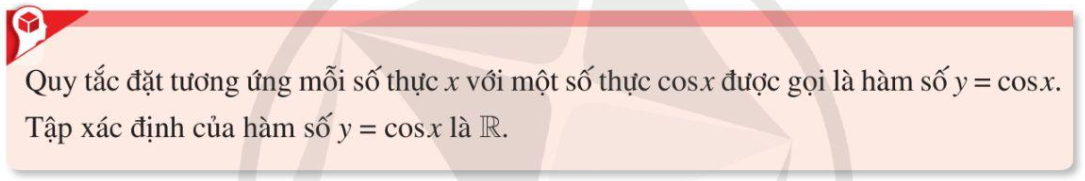 Quy tắc đặt tương ứng mỗi số thực x với một số thực cosx được gọi là hàm số y = cosx.
Tập xác định của hàm số y = cosx là ℝ.